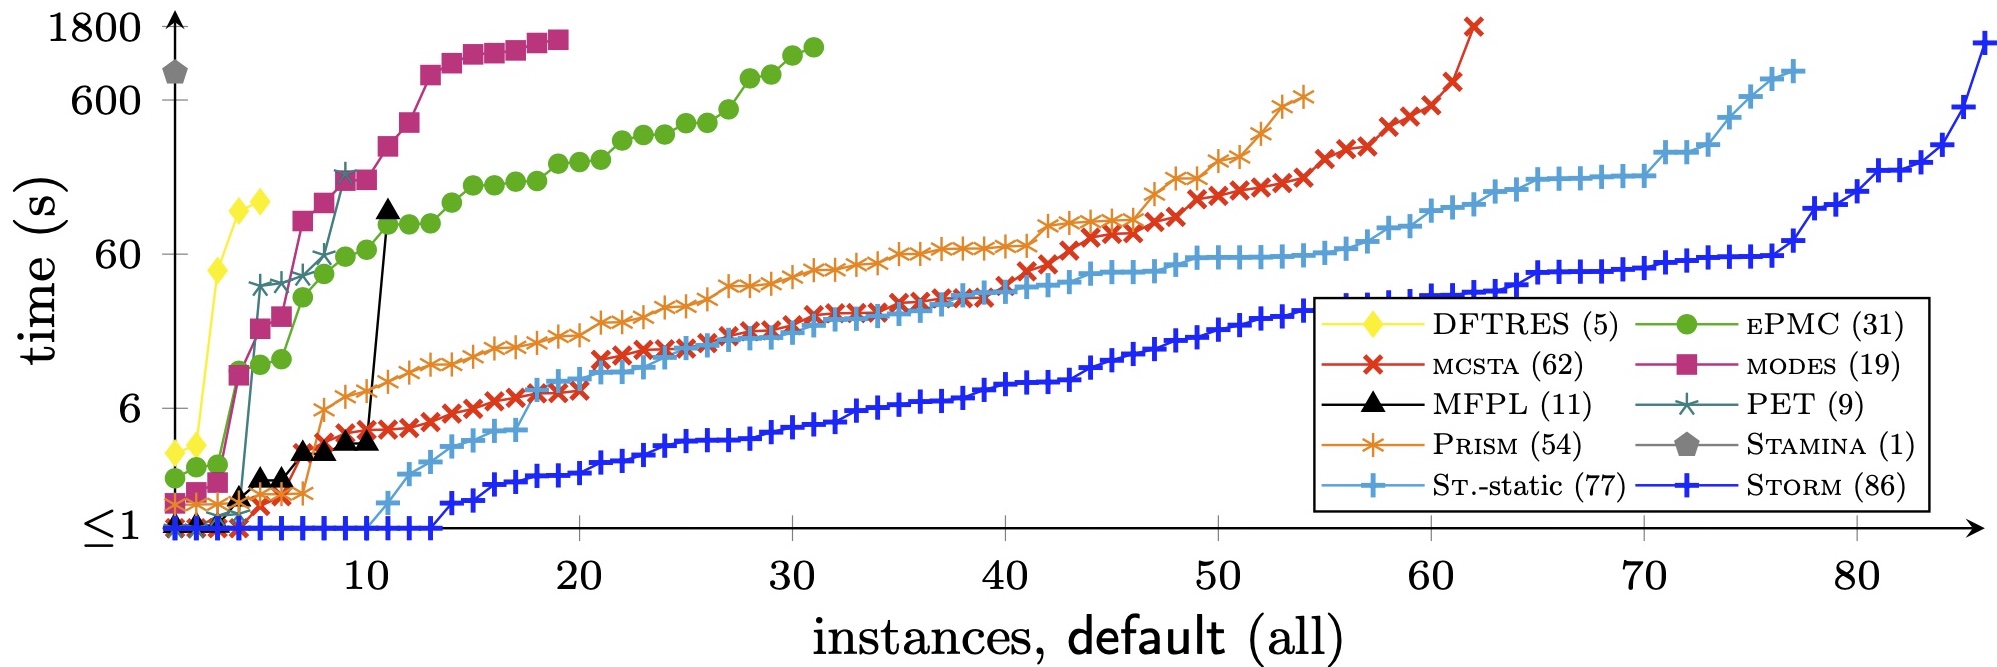 1800
600
60
6
≤1
time (s)
10 20 30 40 50 60 70 80
instances, default (all)
DFTRES (5) ePMC (31)
mcsta (62) modes (19)
MFPL (11) PET (9)
Prism (54) Stamina (1)
St.-static (77) Storm (86)